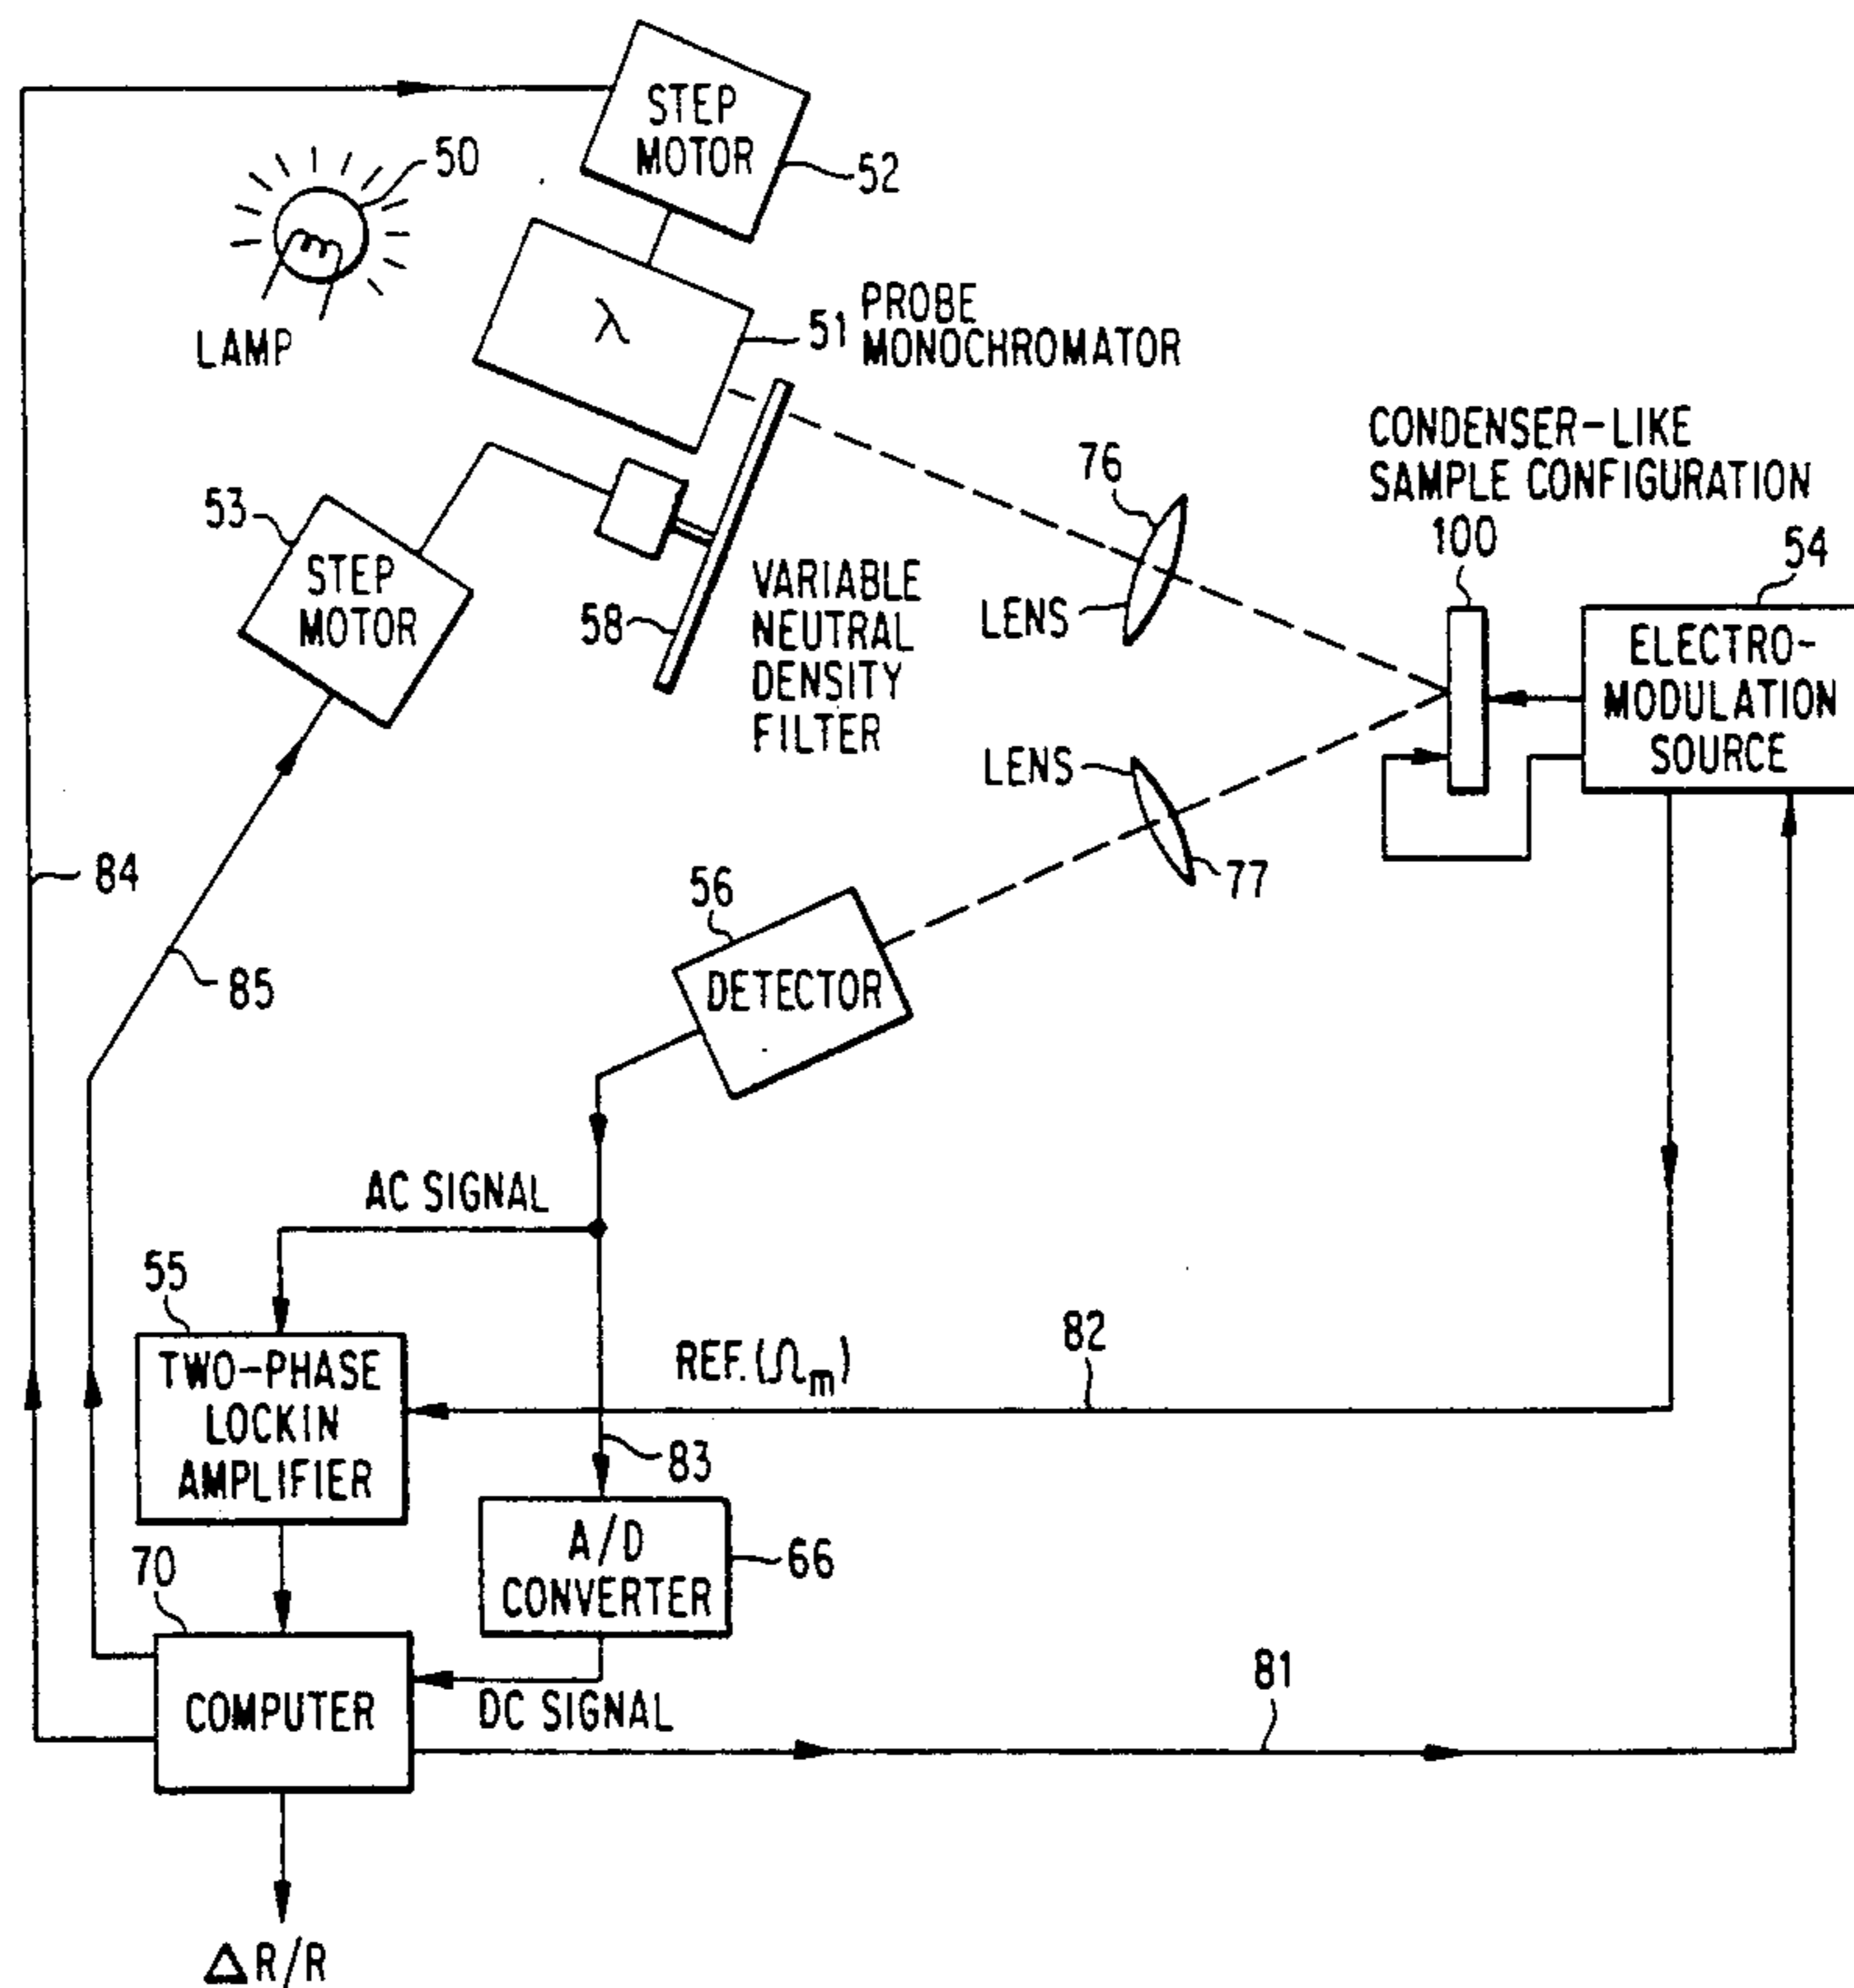 STEP
MOTOR
52
50
LAMP
λ
51
PROBE
MONOCHROMATOR
CONDENSER-LIKE
SAMPLE CONFIGURATION
100
54
76
53
STEP
MOTOR
58
VARIABLE
NEUTRAL
DENSITY
FILTER
LENS
ELECTRO-
MODULATION
SOURCE
LENS
77
84
56
85
DETECTOR
AC SIGNAL
55
TWO-PHASE
LOCKIN
AMPLIFIER
REF.(Ωm)
82
83
A/D
CONVERTER
66
70
COMPUTER
DC SIGNAL
81
ΔR/R